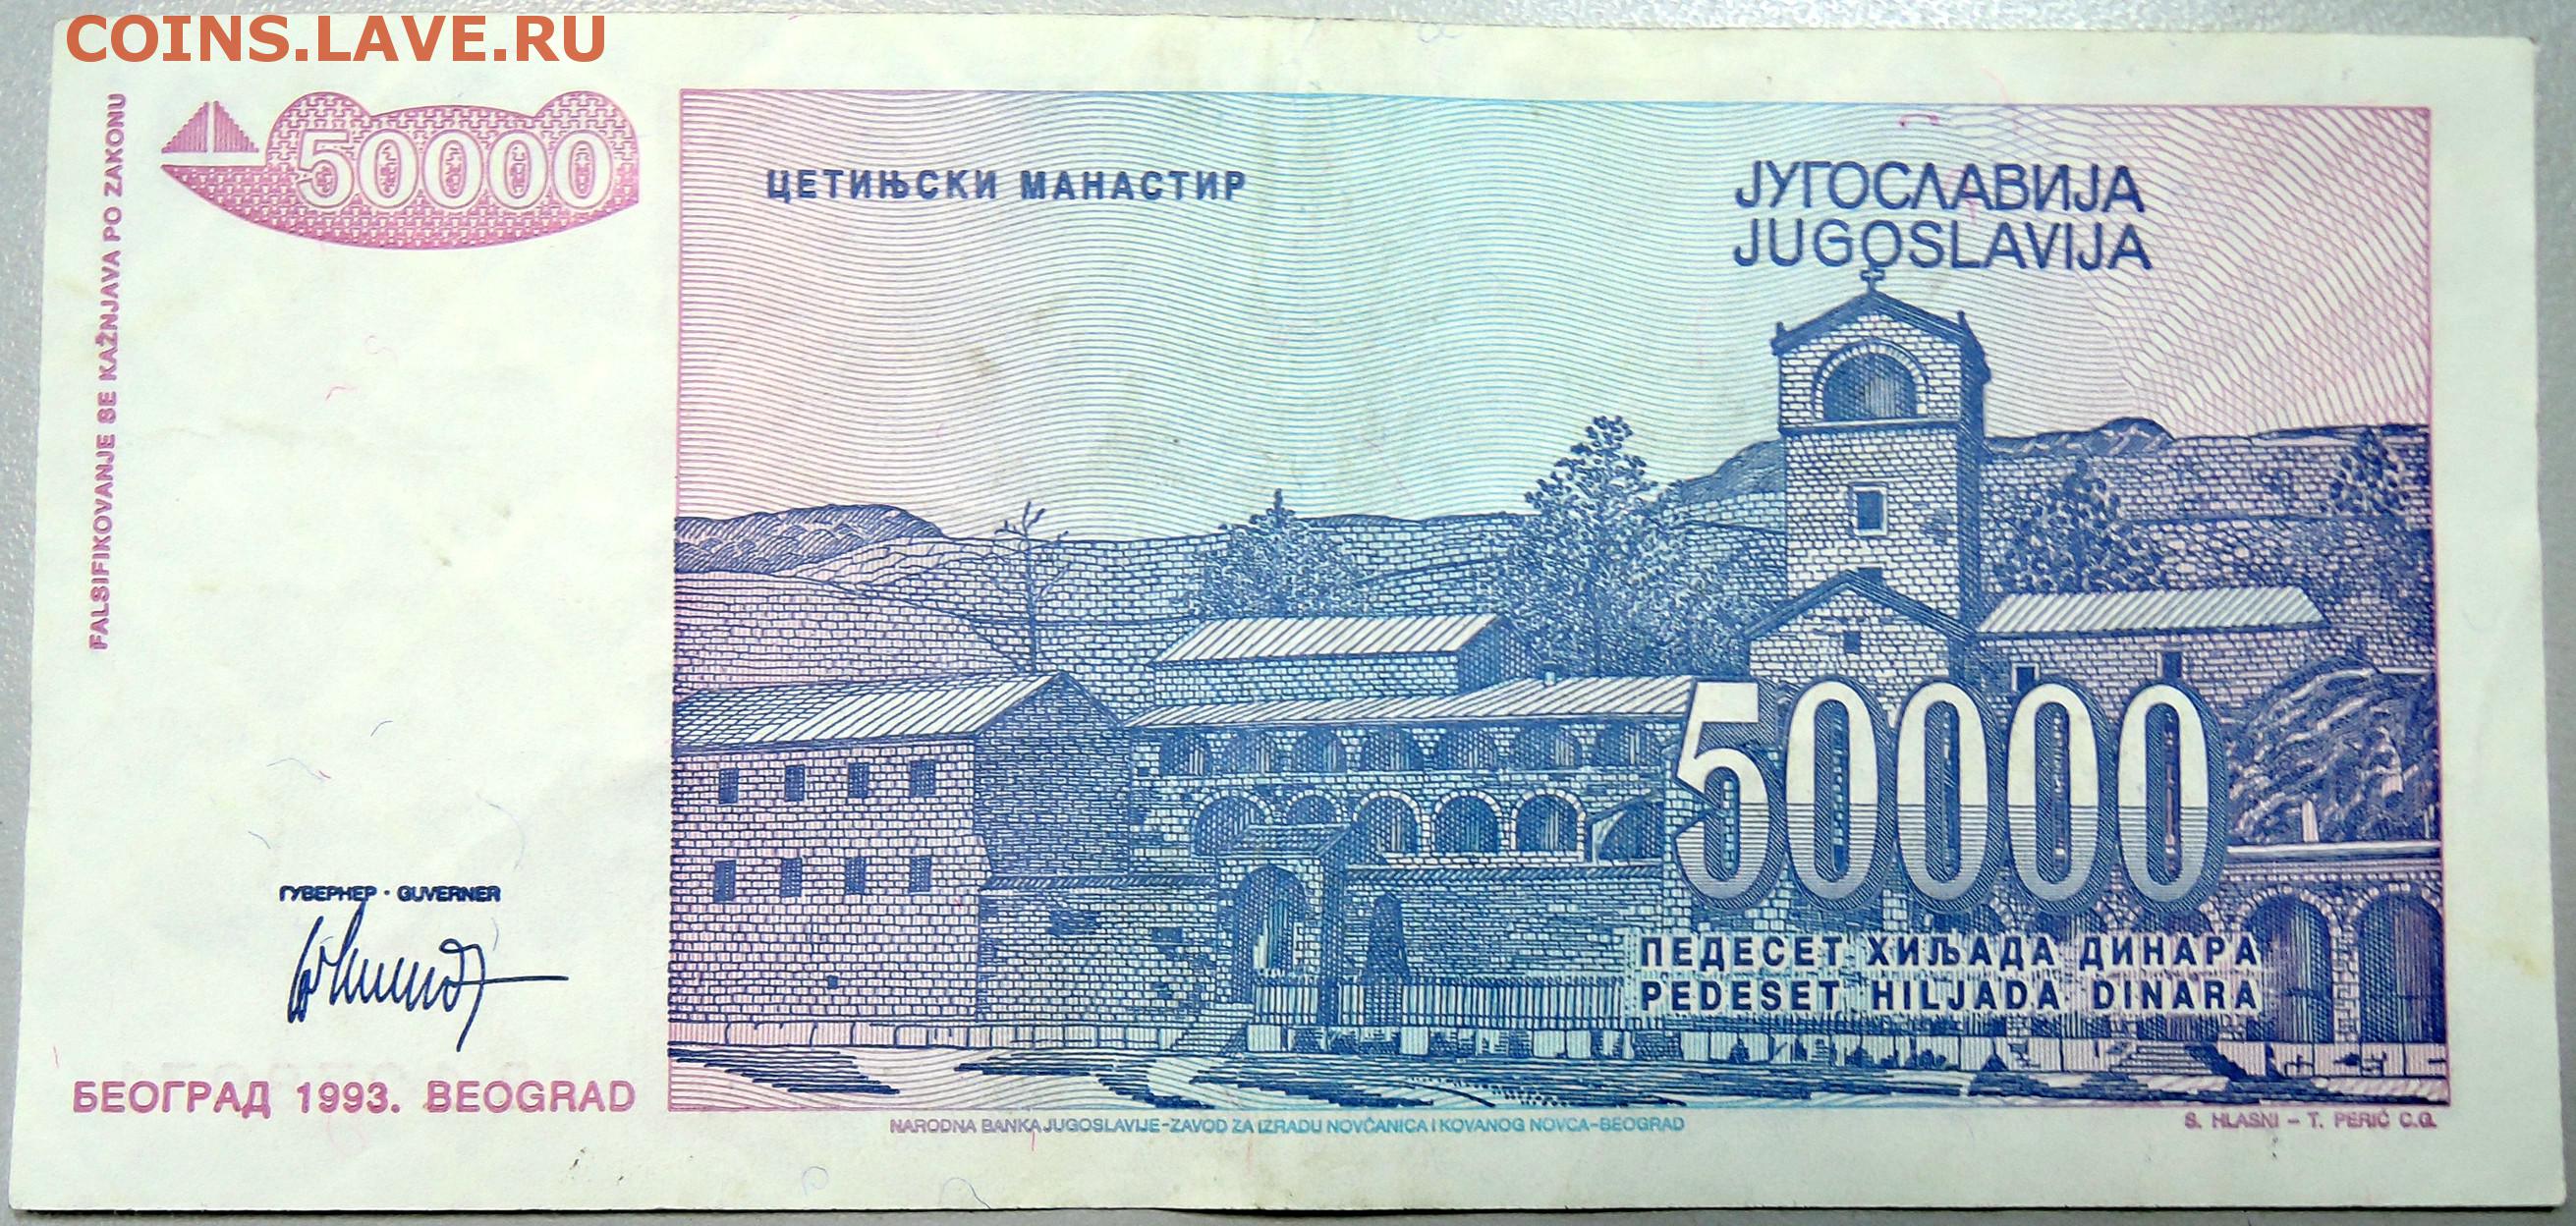 COINS.LAVE.RU
FALSIFIKOVANJE SE KAŽNJAVA PO ZAKONU
50000
ЦЕТИЊСКИ МАНАСТИР
ЈУГОСЛАВИЈА
JUGOSLAVIJA
50000
ПЕДЕСЕТ ХИЉАДА ДИНАРА
PEDESET HILJADA DINARA
ГУВЕРНЕР · GUVERNER
БЕОГРАД 1993. BEOGRAD
NARODNA BANKA JUGOSLAVIJE-ZAVOD ZA IZRADU NOVČANICA I KOVANOG NOVCA-BEOGRAD
S. HLASNI – T. PERIĆ C.G.